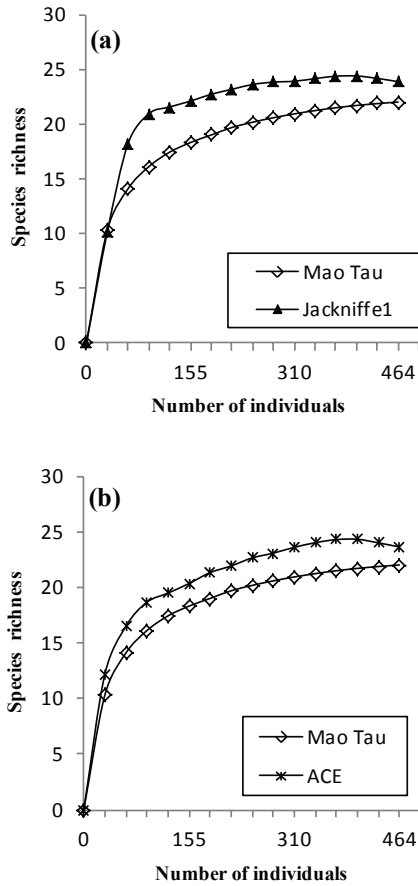 (a)
Species richness
30
25
20
15
10
5
0
0 155 310 464
Number of individuals
Mao Tau
Jackniffe1
(b)
Species richness
30
25
20
15
10
5
0
0 155 310 464
Number of individuals
Mao Tau
ACE